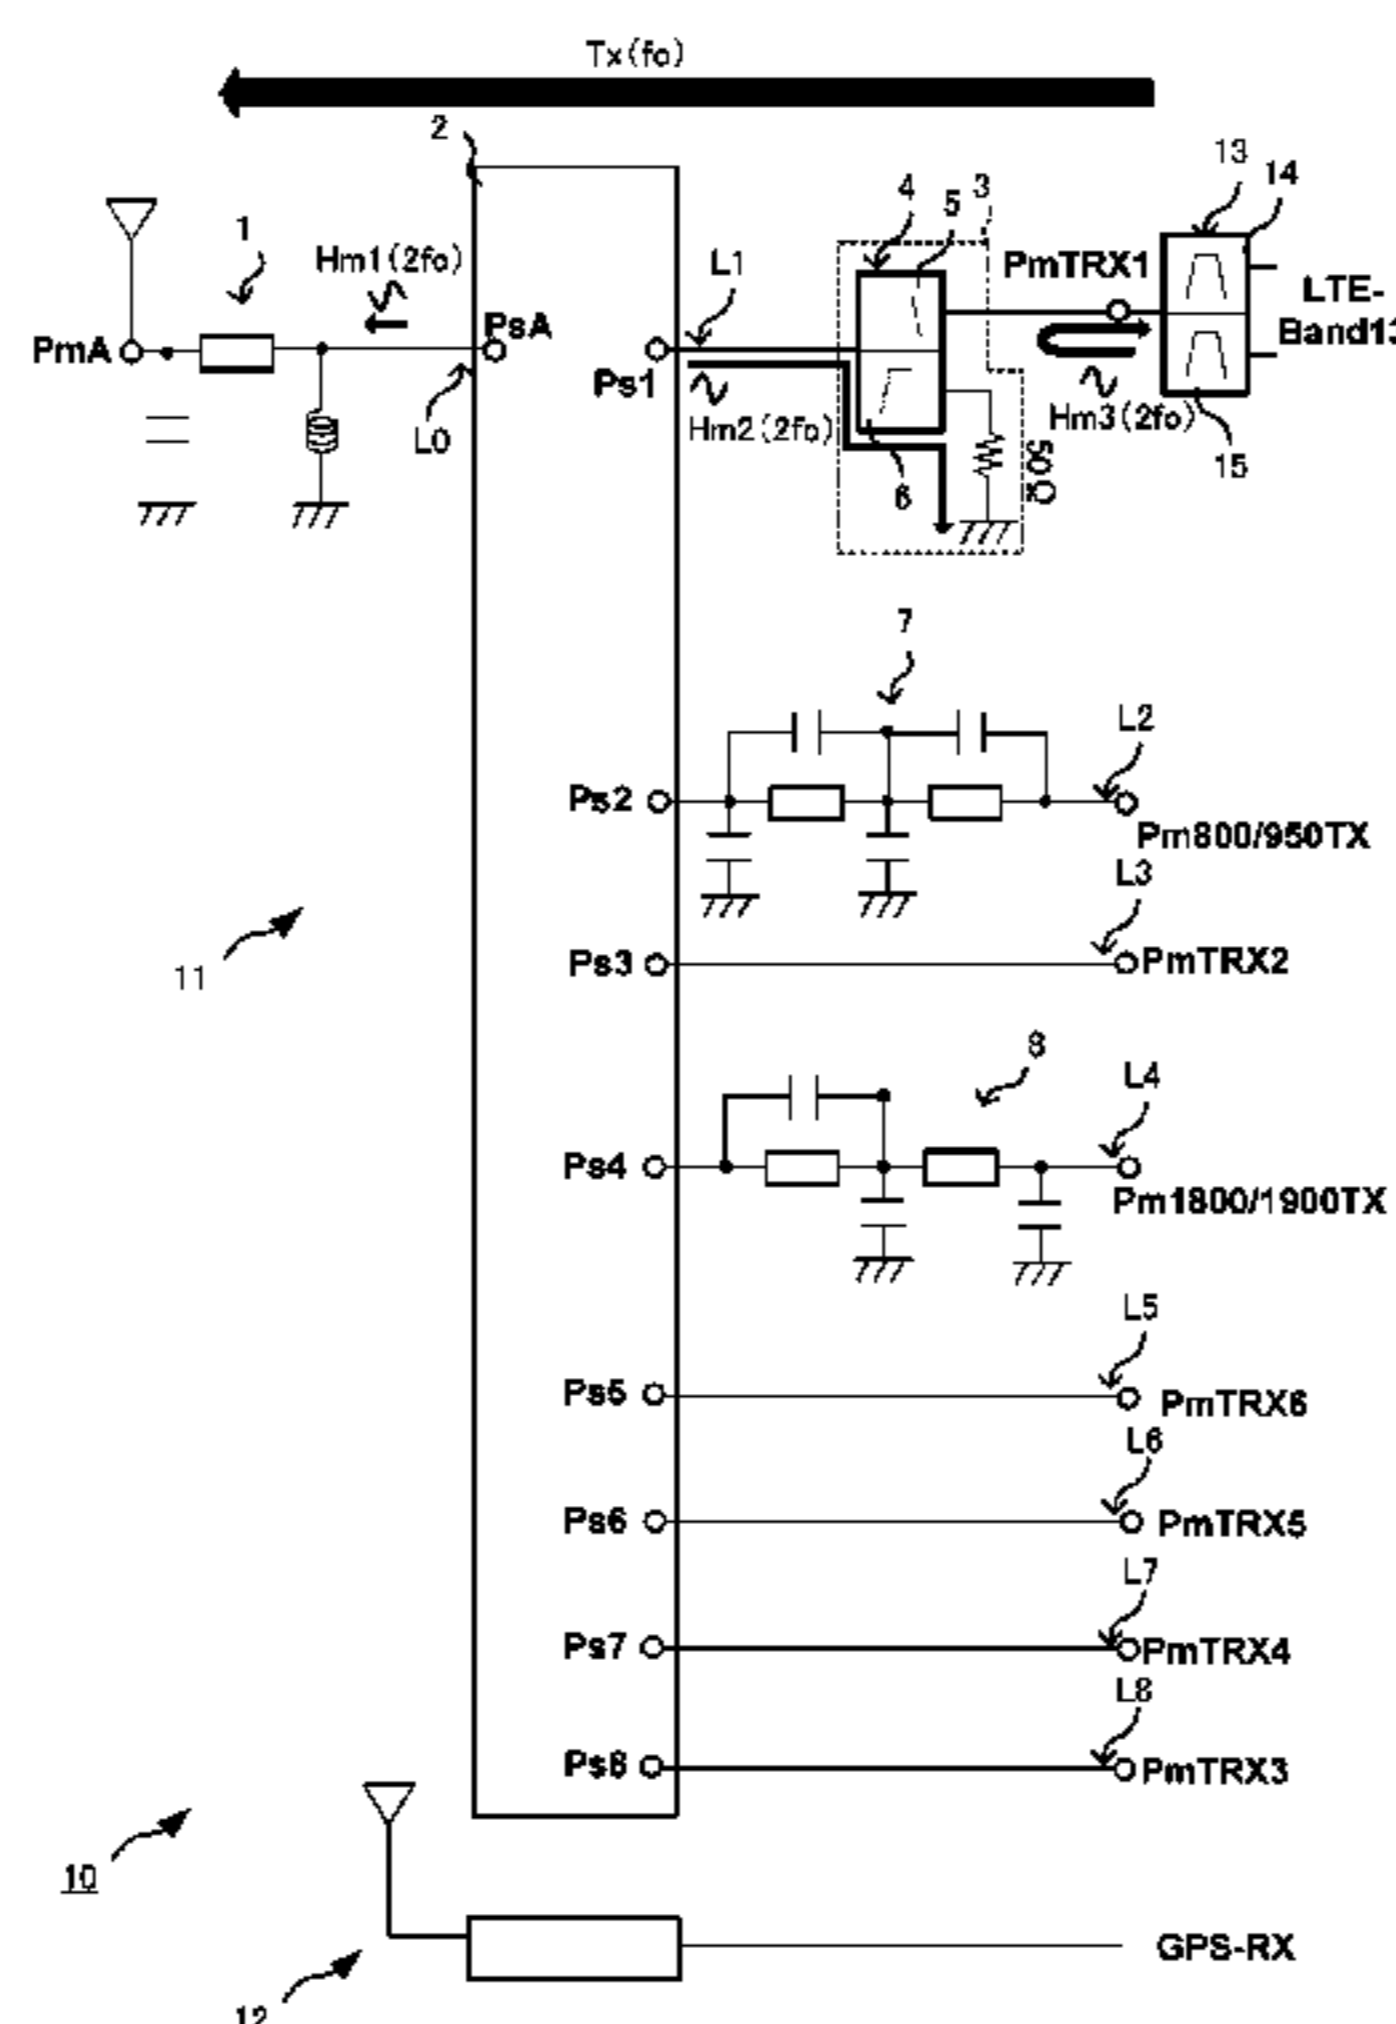 Tx(fo)
2
13
14
4
5
3
1
Hm1(2fo)
L1
PmTRX1
LTE-
Band13
PmA
PsA
Ps1
L0
Hm2(2fo)
6
50Ω
Hm3(2fo)
15
7
L2
Ps2
Pm800/950TX
L3
11
Ps3
PmTRX2
8
L4
Ps4
Pm1800/1900TX
L5
Ps5
PmTRX6
L6
Ps6
PmTRX5
L7
Ps7
PmTRX4
L8
Ps8
PmTRX3
10
GPS-RX
12